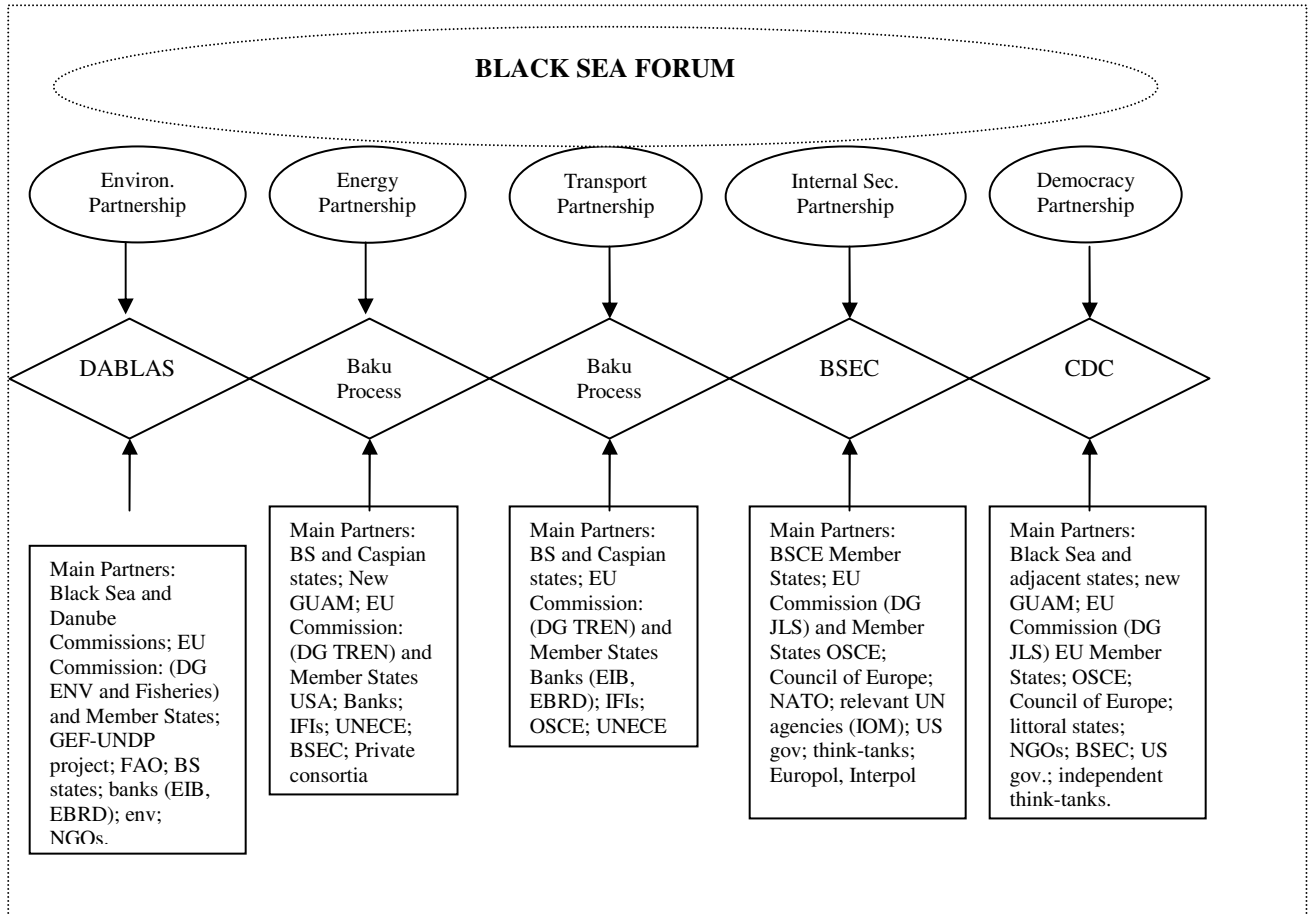 BLACK SEA FORUM
Environ.
Partnership
Energy
Partnership
Transport
Partnership
Internal Sec.
Partnership
Democracy
Partnership
DABLAS
Baku
Process
Baku
Process
BSEC
CDC
Main Partners:
Black Sea and
Danube
Commissions; EU
Commission: (DG
ENV and Fisheries)
and Member States;
GEF-UNDP
project; FAO; BS
states; banks (EIB,
EBRD); env;
NGOs.
Main Partners:
BS and Caspian
states; New
GUAM; EU
Commission:
(DG TREN) and
Member States
USA; Banks;
IFIs; UNECE;
BSEC; Private
consortia
Main Partners:
BS and Caspian
states; EU
Commission:
(DG TREN) and
Member States
Banks (EIB,
EBRD); IFIs;
OSCE; UNECE
Main Partners:
BSCE Member
States; EU
Commission (DG
JLS) and Member
States OSCE;
Council of Europe;
NATO; relevant UN
agencies (IOM); US
gov; think-tanks;
Europol, Interpol
Main Partners:
Black Sea and
adjacent states; new
GUAM; EU
Commission (DG
JLS) EU Member
States; OSCE;
Council of Europe;
littoral states;
NGOs; BSEC; US
gov.; independent
think-tanks.